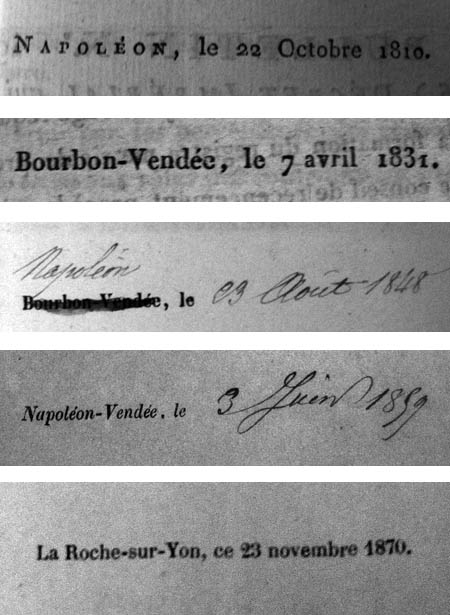 NAPOLÉON, le 22 Octobre 1810.
Bourbon-Vendée, le 7 avril 1831.
Napoléon
Bourbon-Vendée, le 23 Août 1848
Napoléon-Vendée, le 3 Juin 1859
La Roche-sur-Yon, ce 23 novembre 1870.